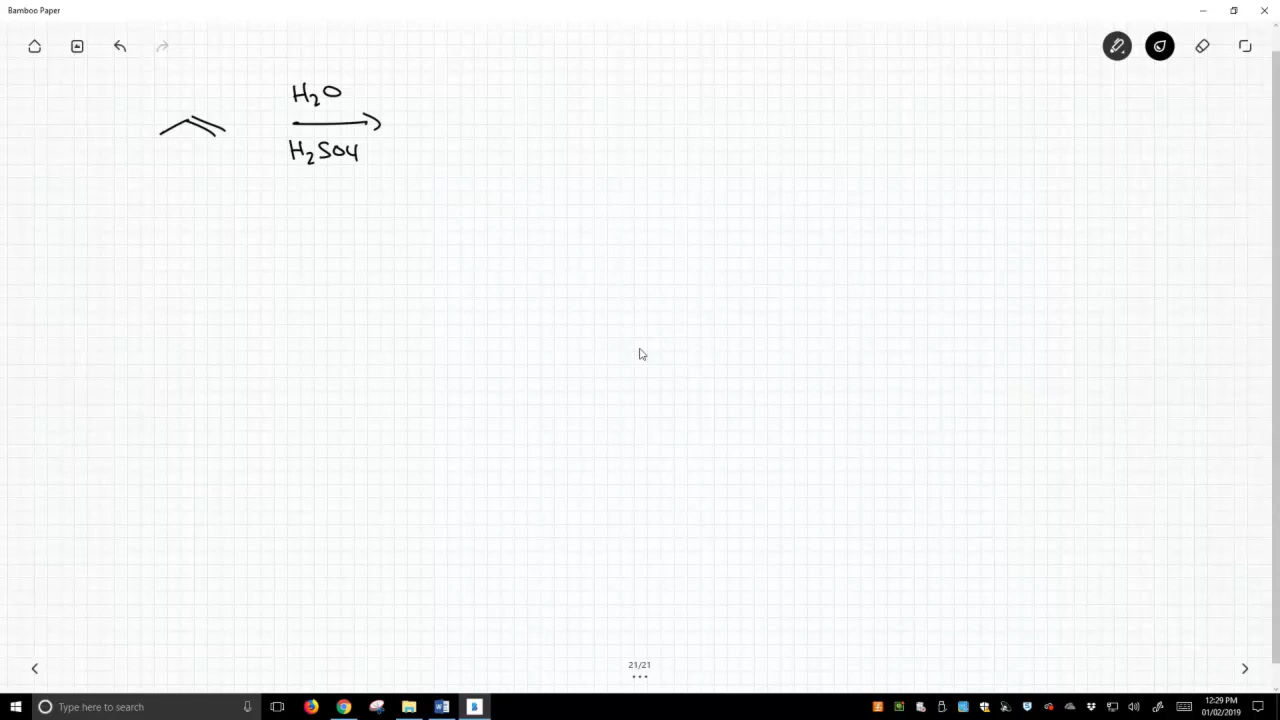 Bamboo Paper
H₂O
H₂SO4
21/21
Type here to search
12:29 PM
01/02/2019